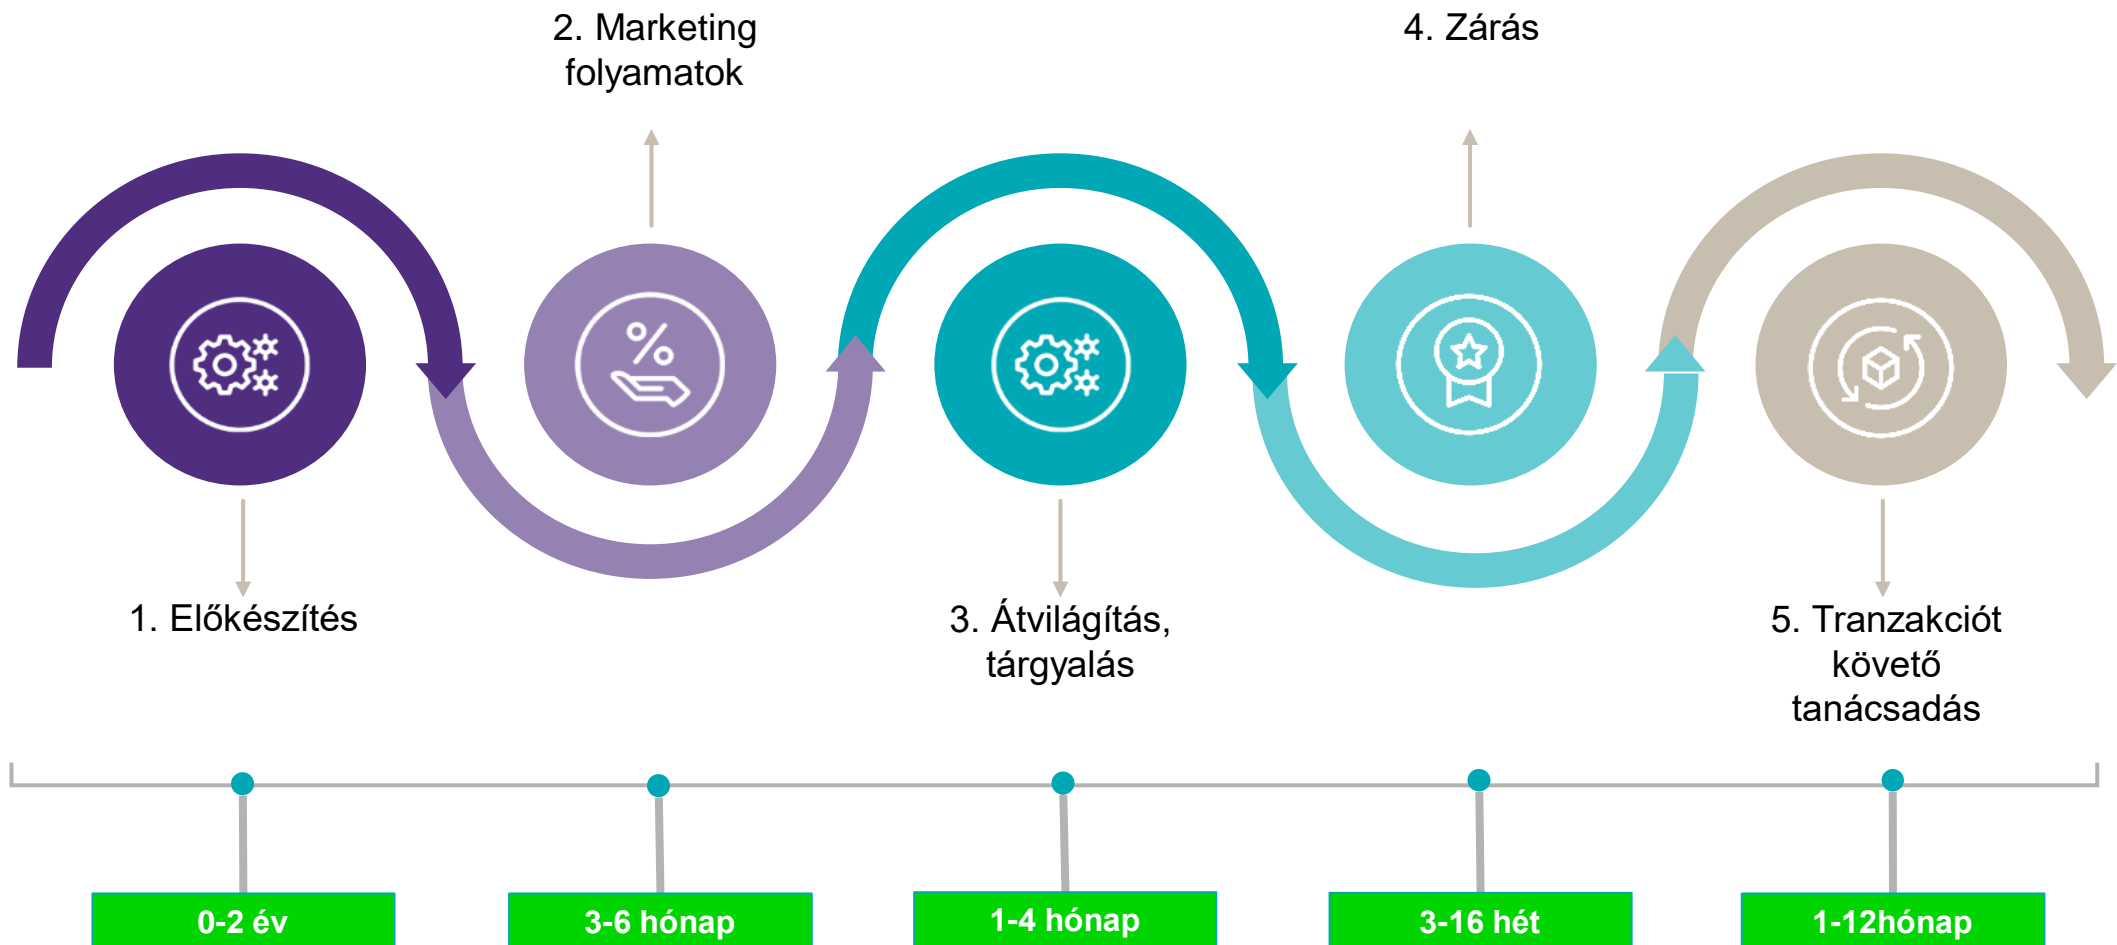 2. Marketing
folyamatok
4. Zárás
1. Előkészítés
3. Átvilágítás,
tárgyalás
5. Tranzakciót
követő
tanácsadás
0-2 év
3-6 hónap
1-4 hónap
3-16 hét
1-12hónap